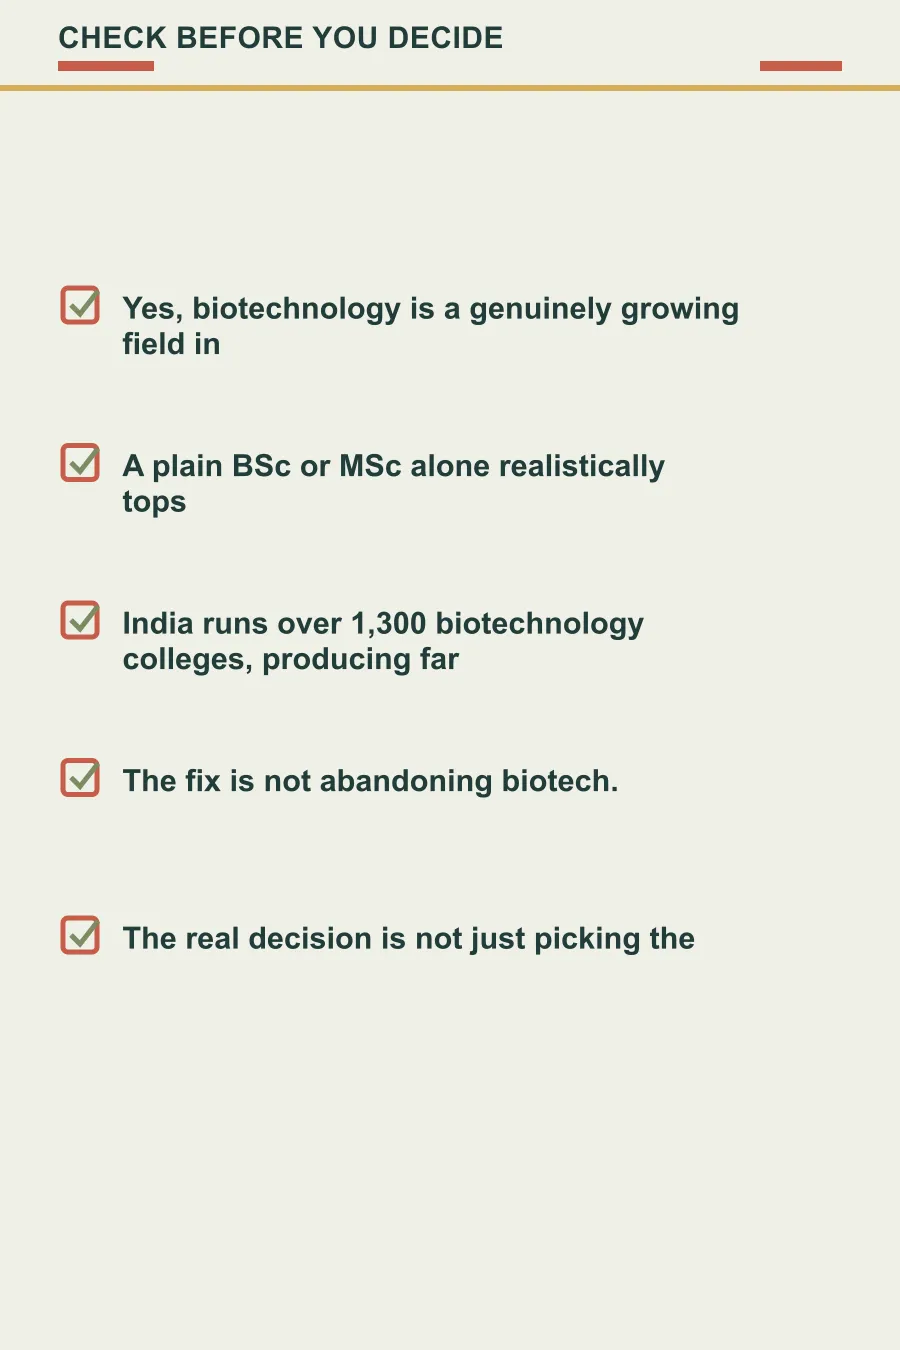 CHECK BEFORE YOU DECIDE
Yes, biotechnology is a genuinely growing
field in
A plain BSc or MSc alone realistically
tops
India runs over 1,300 biotechnology
colleges, producing far
The fix is not abandoning biotech.
The real decision is not just picking the